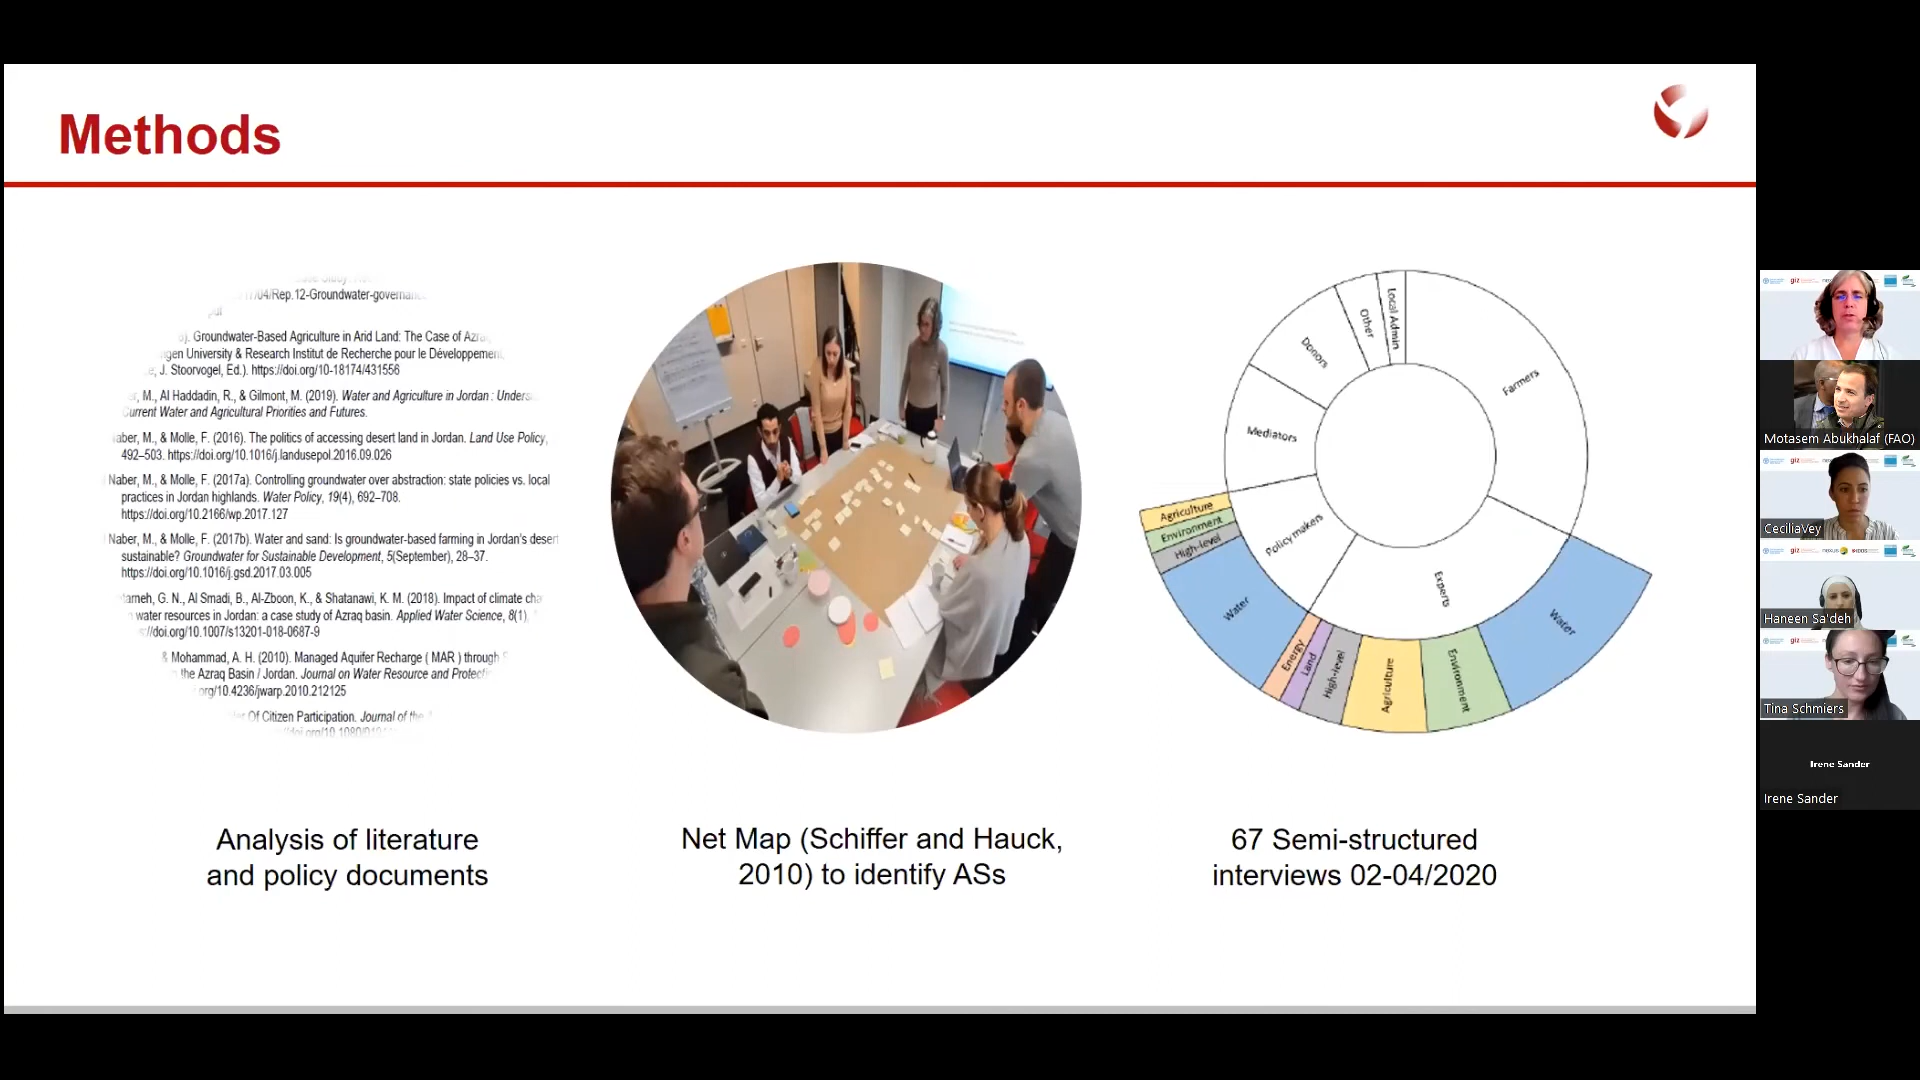 Methods
04/Rep.12-Groundwater-governance
Groundwater-Based Agriculture in Arid Land: The Case of Azraq
gen University & Research Institut de Recherche pour le Développement
J. Stoorvogel, Ed.). https://doi.org/10-18174/431556
M., Al Haddadin, R., & Gilmont, M. (2019). Water and Agriculture in Jordan : Unders
Current Water and Agricultural Priorities and Futures.
aber, M., & Molle, F. (2016). The politics of accessing desert land in Jordan. Land Use Policy,
492–503. https://doi.org/10.1016/j.landusepol.2016.09.026
Naber, M., & Molle, F. (2017a). Controlling groundwater over abstraction: state policies vs. local
practices in Jordan highlands. Water Policy, 19(4), 692–708.
https://doi.org/10.2166/wp.2017.127
Naber, M., & Molle, F. (2017b). Water and sand: Is groundwater-based farming in Jordan's desert
sustainable? Groundwater for Sustainable Development, 5(September), 28–37.
https://doi.org/10.1016/j.gsd.2017.03.005
arneh, G. N., Al Smadi, B., Al-Zboon, K., & Shatanawi, K. M. (2018). Impact of climate cha
water resources in Jordan: a case study of Azraq basin. Applied Water Science, 8(1),
://doi.org/10.1007/s13201-018-0687-9
& Mohammad, A. H. (2010). Managed Aquifer Recharge ( MAR ) through
the Azraq Basin / Jordan. Journal on Water Resource and Protecti
org/10.4236/jwarp.2010.212125
Of Citizen Participation. Journal of the
Analysis of literature
and policy documents
Net Map (Schiffer and Hauck,
2010) to identify ASs
Local Admin
Other
Donors
Farmers
Mediators
Policy makers
Experts
Agriculture
Environment
High-level
Water
Energy
Land
High-level
Agriculture
Environment
Water
67 Semi-structured
interviews 02-04/2020
giz
Motasem Abukhalaf (FAO)
giz
CeciliaVey
Haneen Sa'deh
giz
Tina Schmiers
Irene Sander
Irene Sander